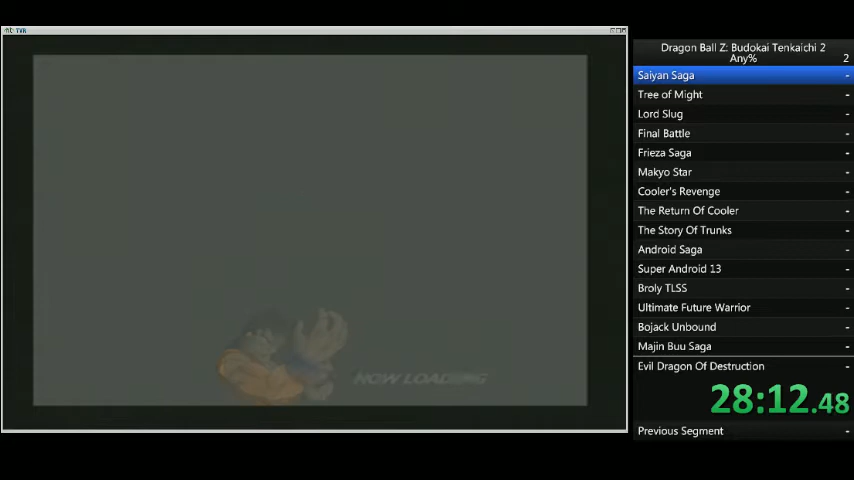 TVR
NOW LOADING
Dragon Ball Z: Budokai Tenkaichi 2
Any% 2
Saiyan Saga -
Tree of Might -
Lord Slug -
Final Battle -
Frieza Saga -
Makyo Star -
Cooler's Revenge -
The Return Of Cooler -
The Story Of Trunks -
Android Saga -
Super Android 13 -
Broly TLSS -
Ultimate Future Warrior -
Bojack Unbound -
Majin Buu Saga -
Evil Dragon Of Destruction -
28:12.48
Previous Segment -